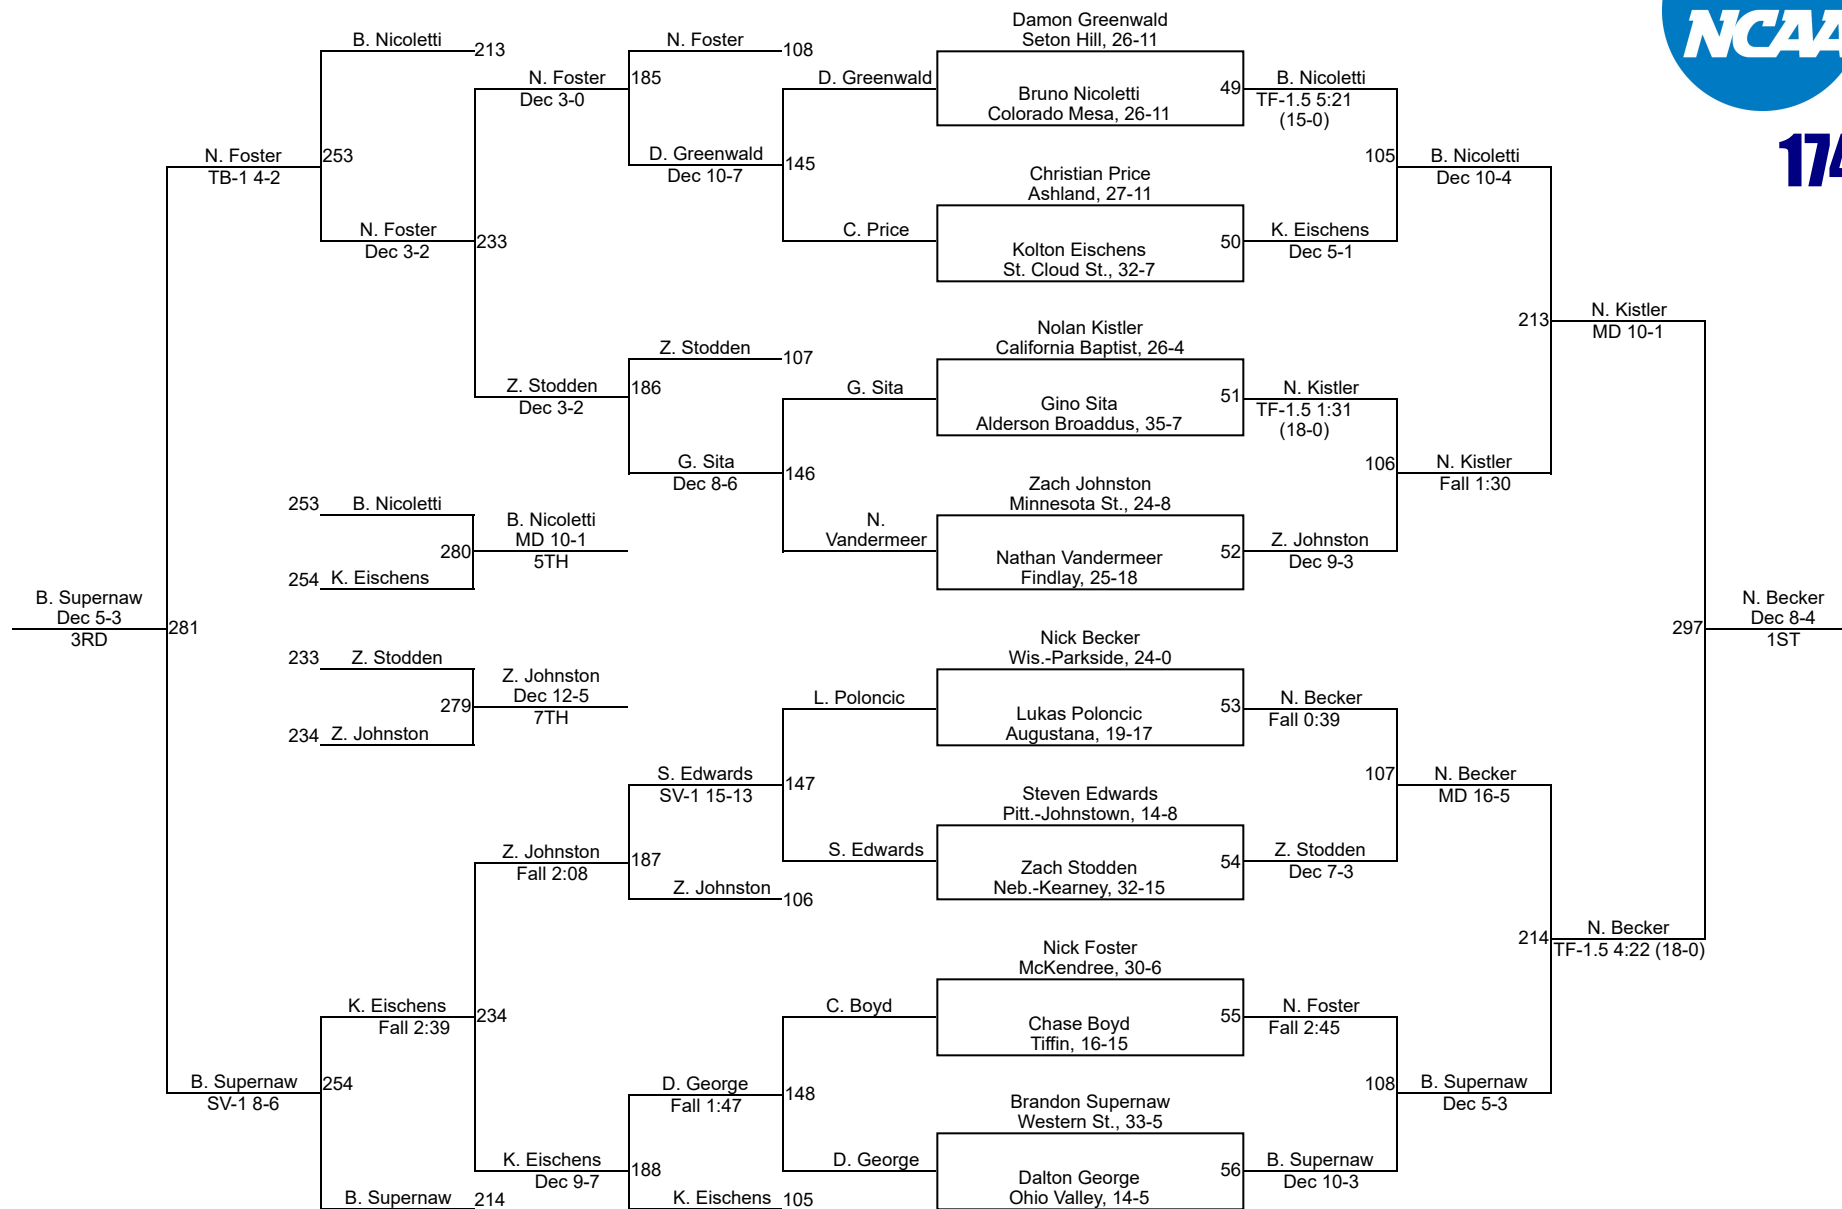 NCAA
174
B. Nicoletti
213
N. Foster
Dec 3-0
N. Foster
108
185
D. Greenwald
Damon Greenwald
Seton Hill, 26-11
Bruno Nicoletti
Colorado Mesa, 26-11
49
B. Nicoletti
TF-1.5 5:21
(15-0)
N. Foster
TB-1 4-2
253
D. Greenwald
Dec 10-7
145
105
B. Nicoletti
Dec 10-4
Christian Price
Ashland, 27-11
N. Foster
Dec 3-2
233
C. Price
Kolton Eischens
St. Cloud St., 32-7
50
K. Eischens
Dec 5-1
213
N. Kistler
MD 10-1
Z. Stodden
107
Nolan Kistler
California Baptist, 26-4
Z. Stodden
Dec 3-2
186
G. Sita
Gino Sita
Alderson Broaddus, 35-7
51
N. Kistler
TF-1.5 1:31
(18-0)
G. Sita
Dec 8-6
146
106
N. Kistler
Fall 1:30
Zach Johnston
Minnesota St., 24-8
253
B. Nicoletti
280
B. Nicoletti
MD 10-1
5TH
254
K. Eischens
N.
Vandermeer
Nathan Vandermeer
Findlay, 25-18
52
Z. Johnston
Dec 9-3
B. Supernaw
Dec 5-3
3RD
281
297
N. Becker
Dec 8-4
1ST
233
Z. Stodden
279
Z. Johnston
Dec 12-5
7TH
234
Z. Johnston
Nick Becker
Wis.-Parkside, 24-0
L. Poloncic
Lukas Poloncic
Augustana, 19-17
53
N. Becker
Fall 0:39
S. Edwards
SV-1 15-13
147
107
N. Becker
MD 16-5
Steven Edwards
Pitt.-Johnstown, 14-8
Z. Johnston
Fall 2:08
187
S. Edwards
Zach Stodden
Neb.-Kearney, 32-15
54
Z. Stodden
Dec 7-3
Z. Johnston
106
214
N. Becker
TF-1.5 4:22 (18-0)
Nick Foster
McKendree, 30-6
K. Eischens
Fall 2:39
234
C. Boyd
Chase Boyd
Tiffin, 16-15
55
N. Foster
Fall 2:45
B. Supernaw
SV-1 8-6
254
D. George
Fall 1:47
148
108
B. Supernaw
Dec 5-3
Brandon Supernaw
Western St., 33-5
K. Eischens
Dec 9-7
188
D. George
Dalton George
Ohio Valley, 14-5
56
B. Supernaw
Dec 10-3
B. Supernaw
214
K. Eischens
105